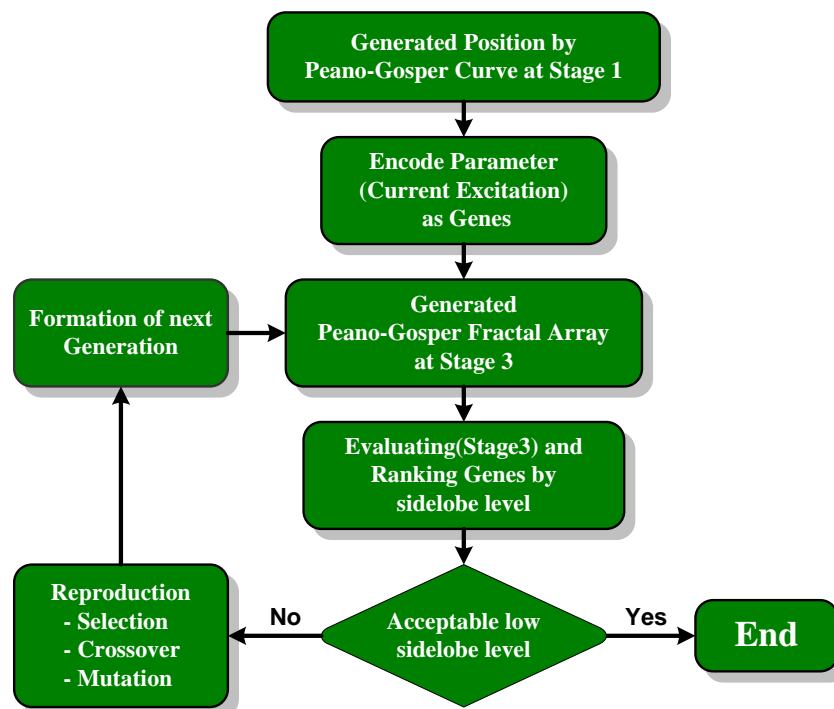 Generated Position by
Peano-Gosper Curve at Stage 1
Encode Parameter
(Current Excitation)
as Genes
Formation of next
Generation
Generated
Peano-Gosper Fractal Array
at Stage 3
Evaluating(Stage3) and
Ranking Genes by
sidelobe level
Reproduction
- Selection
- Crossover
- Mutation
No
Acceptable low
sidelobe level
Yes
End